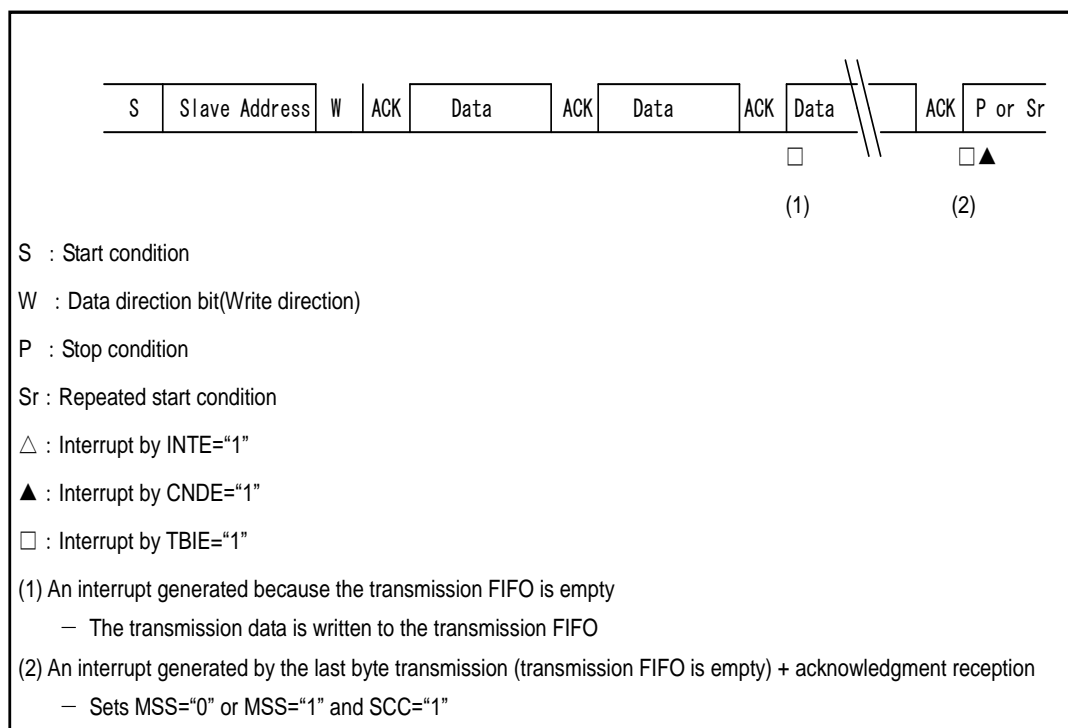 S Slave Address W ACK Data ACK Data ACK Data ACK P or Sr
□ □▲
(1) (2)
S : Start condition
W : Data direction bit(Write direction)
P : Stop condition
Sr : Repeated start condition
△ : Interrupt by INTE=“1”
▲ : Interrupt by CNDE=“1”
□ : Interrupt by TBIE=“1”
(1) An interrupt generated because the transmission FIFO is empty
— The transmission data is written to the transmission FIFO
(2) An interrupt generated by the last byte transmission (transmission FIFO is empty) + acknowledgment reception
— Sets MSS=“0” or MSS=“1” and SCC=“1”